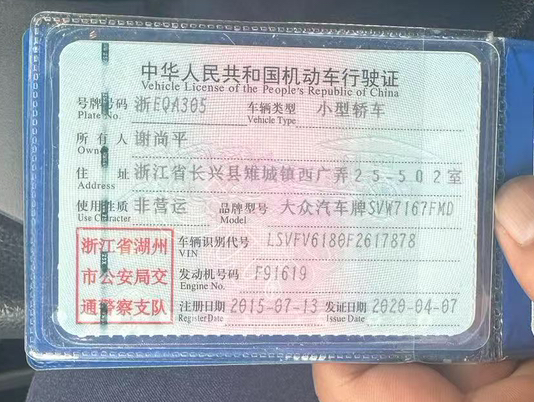 中华人民共和国机动车行驶证
Vehicle License of the People's Republic of China
号牌号码 浙EQA305 车辆类型 小型轿车
Plate No. Vehicle Type
所有人 谢尚平
Owner
住址 浙江省长兴县雉城镇西广弄25-502室
Address
使用性质 非营运 品牌型号 大众汽车牌SVW7167FMD
Use Character Model
浙江省湖州
市公安局交
通警察支队
车辆识别代号 LSVFV6180F2617878
VIN
发动机号码 F91619
Engine No.
注册日期 2015-07-13 发证日期 2020-04-07
Register Date Issue Date